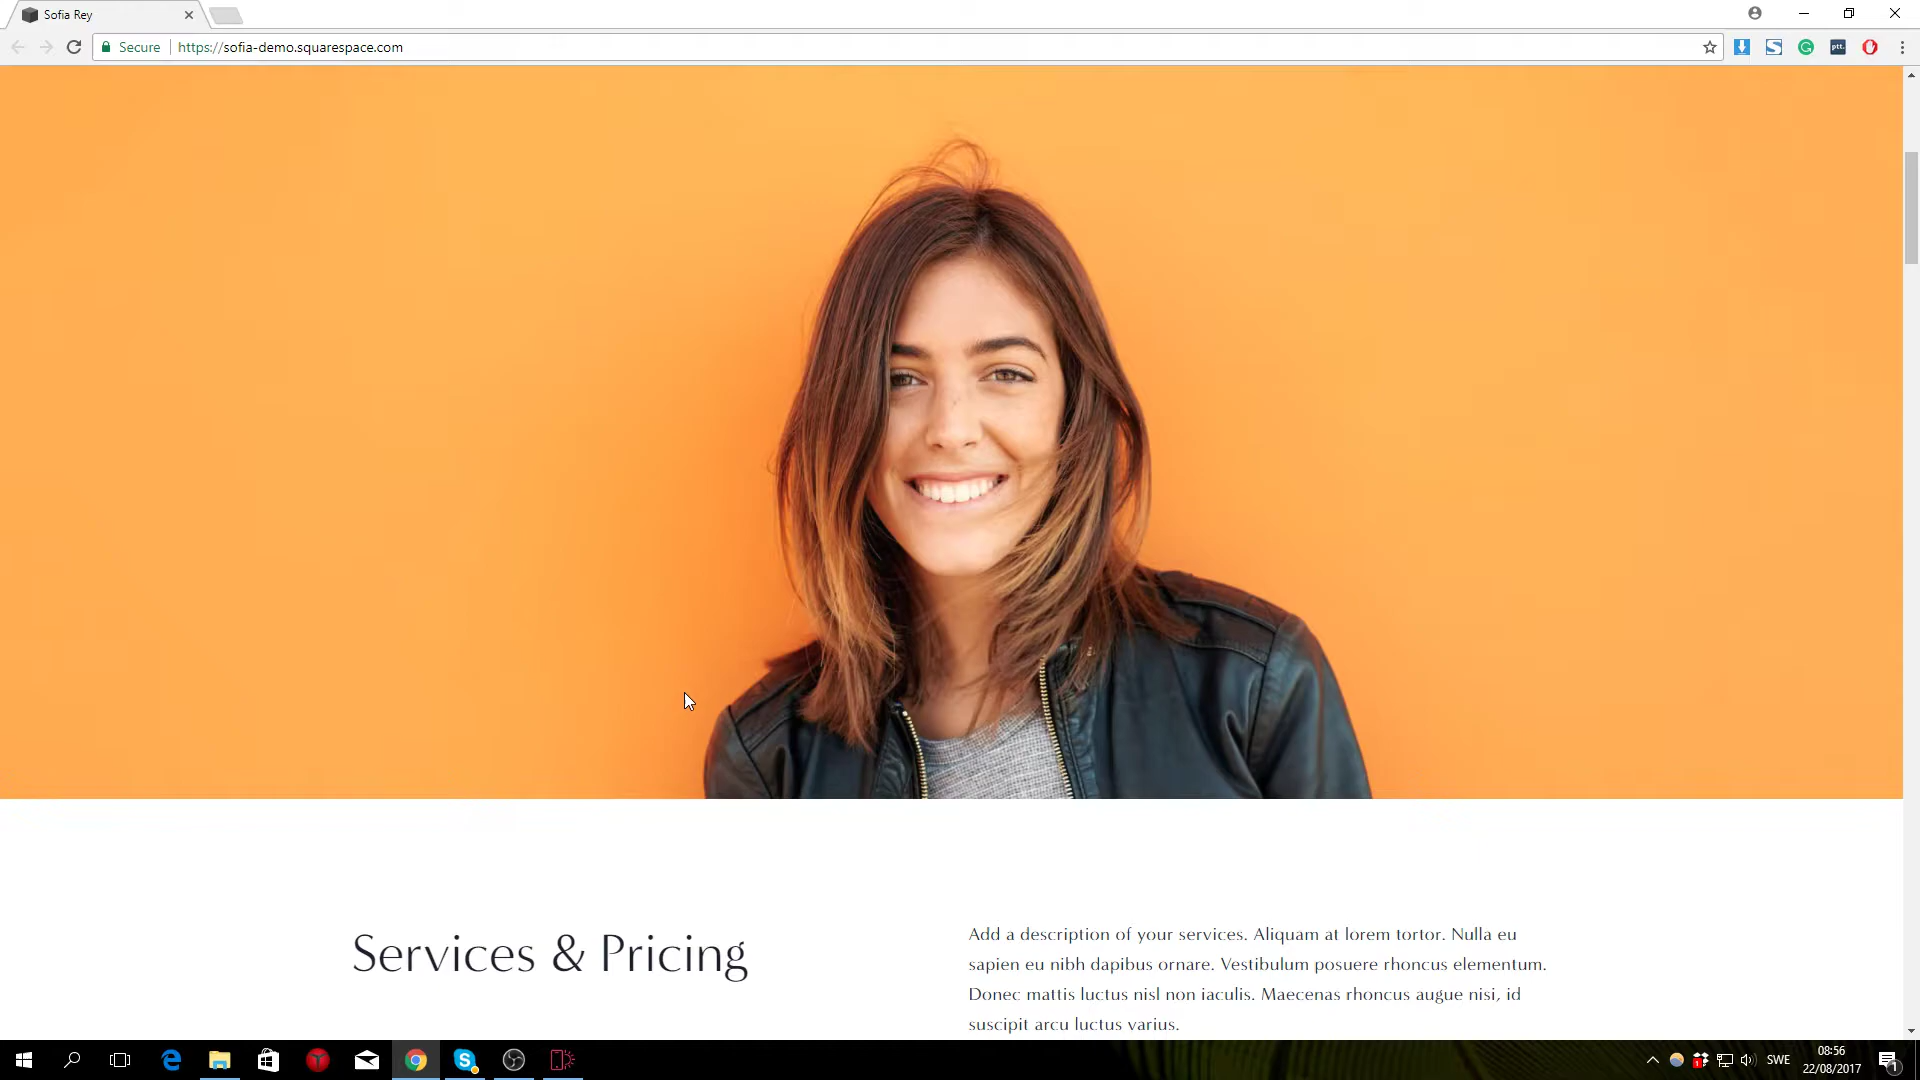 Sofia Rey
Secure
https://sofia-demo.squarespace.com
ptt.
Services & Pricing
Add a description of your services. Aliquam at lorem tortor. Nulla eu
sapien eu nibh dapibus ornare. Vestibulum posuere rhoncus elementum.
Donec mattis luctus nisl non iaculis. Maecenas rhoncus augue nisi, id
suscipit arcu luctus varius.
SWE
08:56
22/08/2017
1